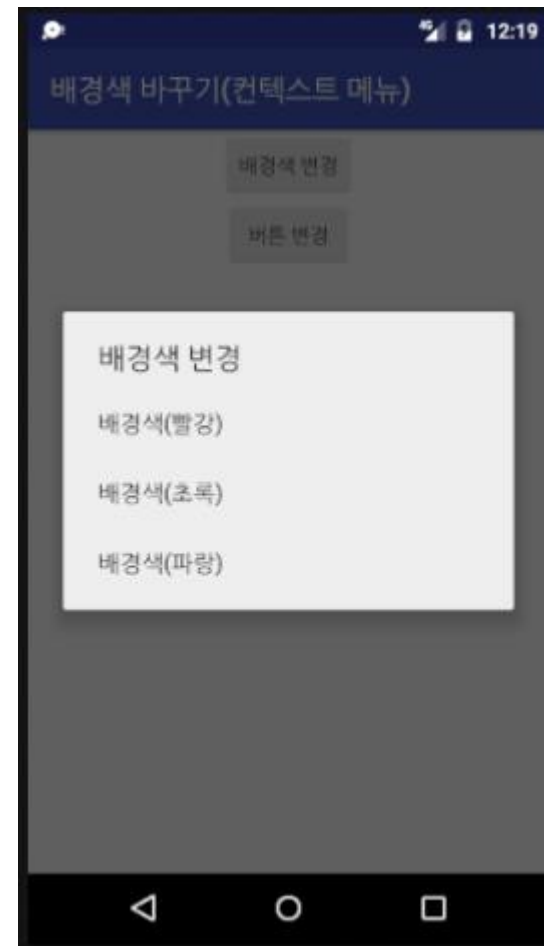 4G 12:19
배경색 바꾸기(컨텍스트 메뉴)
배경색 변경
버튼 변경
배경색 변경
배경색(빨강)
배경색(초록)
배경색(파랑)